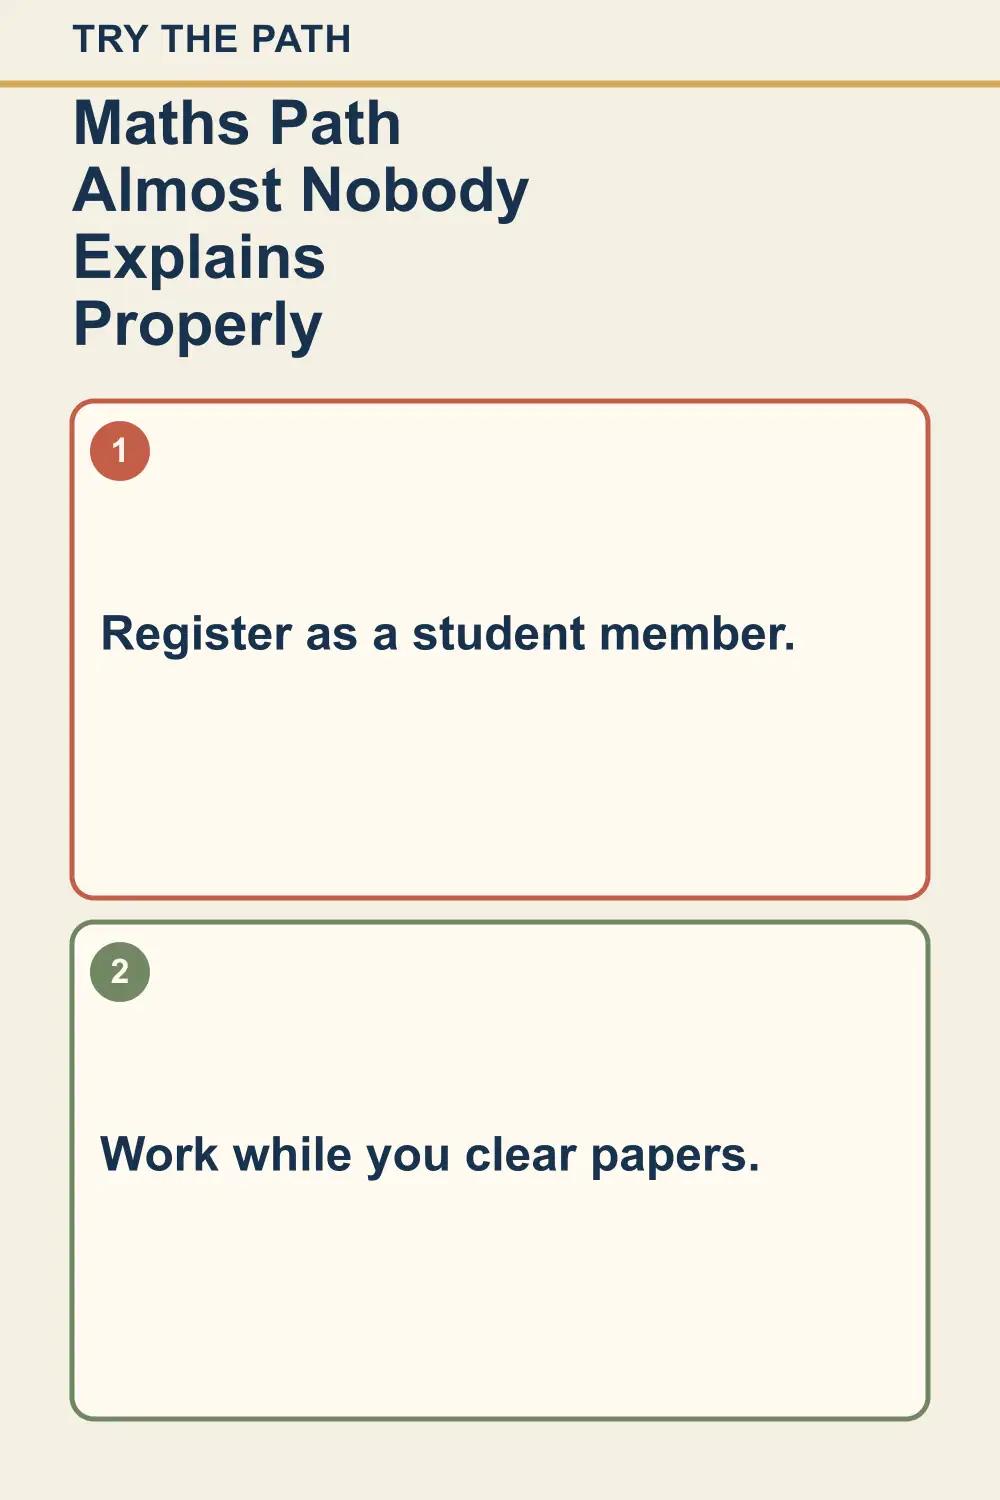 TRY THE PATH
Maths Path
Almost Nobody
Explains
Properly
1
Register as a student member.
2
Work while you clear papers.